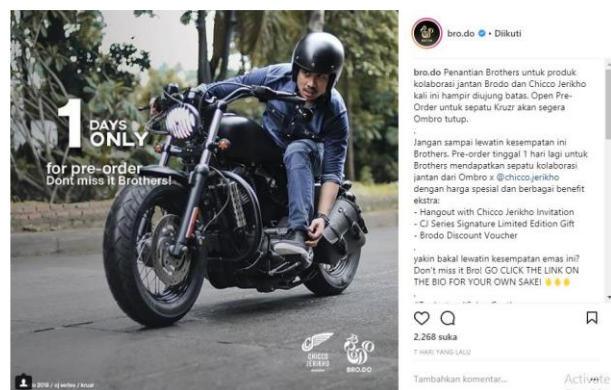 1 DAYS
ONLY
for pre-order
Dont miss it Brothers!
CHICCO
JERIKHO
BRO.DO
2018 / cj series / kruzr
bro.do • Diikuti
bro.do Penantian Brothers untuk produk
kolaborasi jantan Brodo dan Chicco Jerikho
kali ini hampir diujung batas. Open Pre-
Order untuk sepatu Kruzr akan segera
Ombro tutup.
.
Jangan sampai lewatin kesempatan ini
Brothers. Pre-order tinggal 1 hari lagi untuk
Brothers mendapatkan sepatu kolaborasi
jantan dari Ombro x @chicco.jerikho
dengan harga spesial dan berbagai benefit
ekstra:
- Hangout with Chicco Jerikho Invitation
- CJ Series Signature Limited Edition Gift
- Brodo Discount Voucher
.
yakin bakal lewatin kesempatan emas ini?
Don't miss it Bro! GO CLICK THE LINK ON
THE BIO FOR YOUR OWN SAKE!
.
2.268 suka
7 HARI YANG LALU
Tambahkan komentar...
Activate